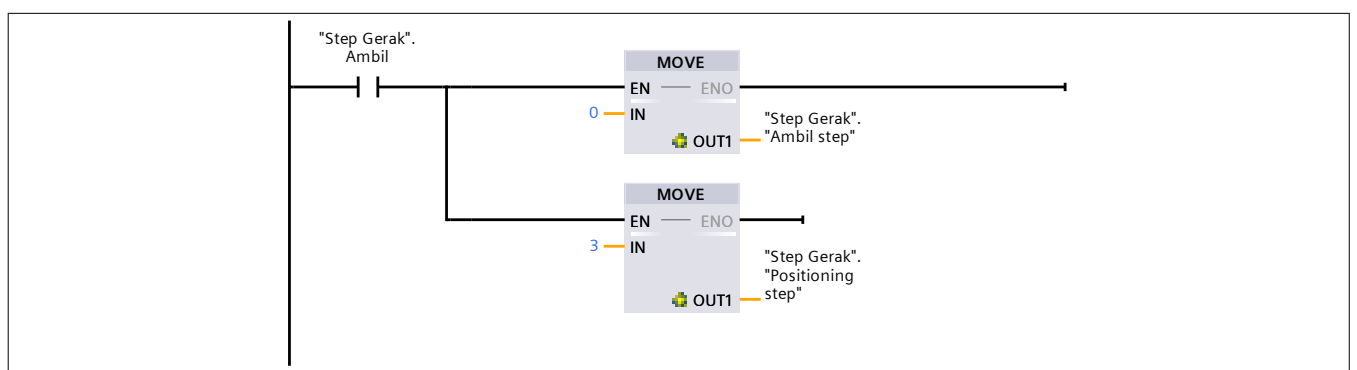 "Step Gerak".
Ambil
MOVE
EN ENO
0 IN
OUT1
"Step Gerak".
"Ambil step"
MOVE
EN ENO
3 IN
OUT1
"Step Gerak".
"Positioning
step"